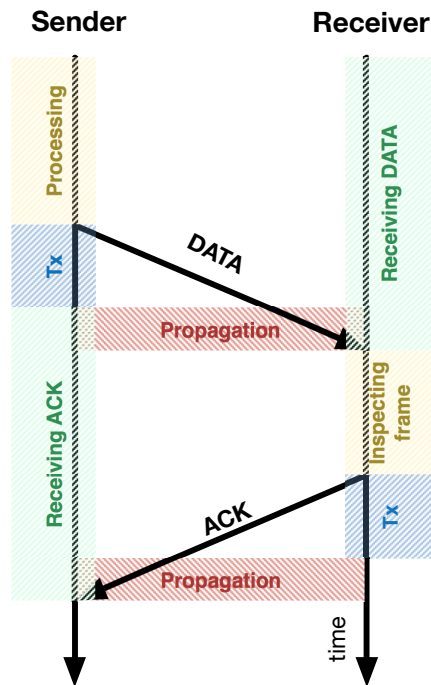 Sender
Receiver
Processing
Receiving DATA
DATA
Tx
Propagation
Inspecting
frame
Receiving ACK
ACK
Tx
Propagation
time